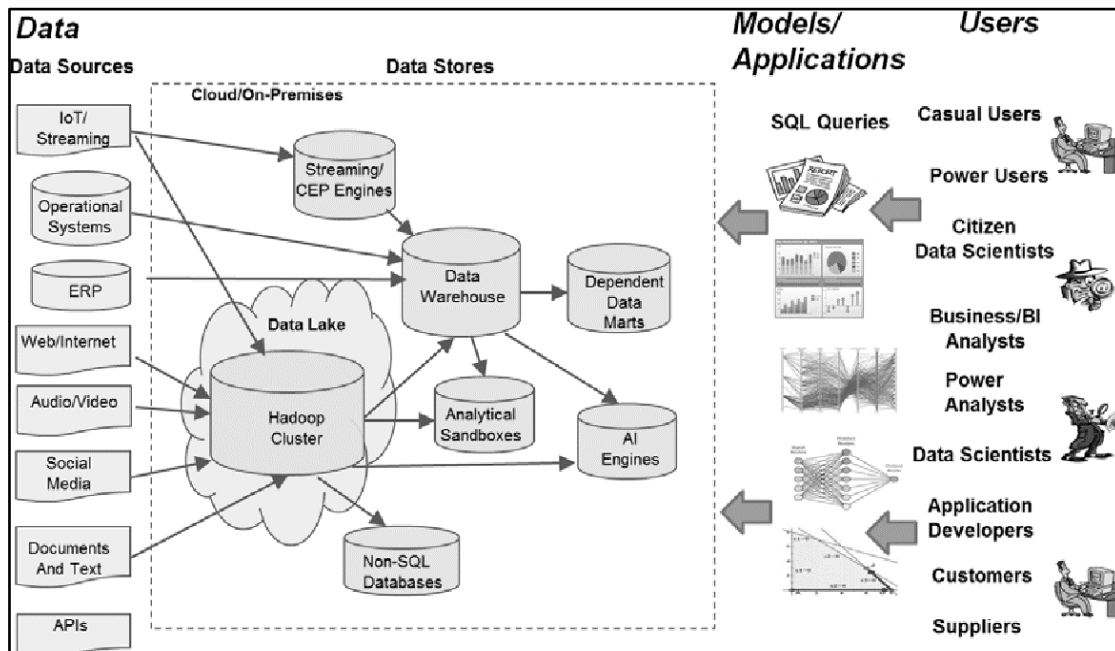 Data
Models/
Applications
Users
Data Sources
Data Stores
Cloud/On-Premises
IoT/
Streaming
Operational
Systems
ERP
Web/Internet
Audio/Video
Social
Media
Documents
And Text
APIs
Streaming/
CEP Engines
Data
Warehouse
Dependent
Data
Marts
Data Lake
Hadoop
Cluster
Analytical
Sandboxes
AI
Engines
Non-SQL
Databases
SQL Queries
Casual Users
Power Users
Citizen
Data Scientists
Business/BI
Analysts
Power
Analysts
Data Scientists
Application
Developers
Customers
Suppliers